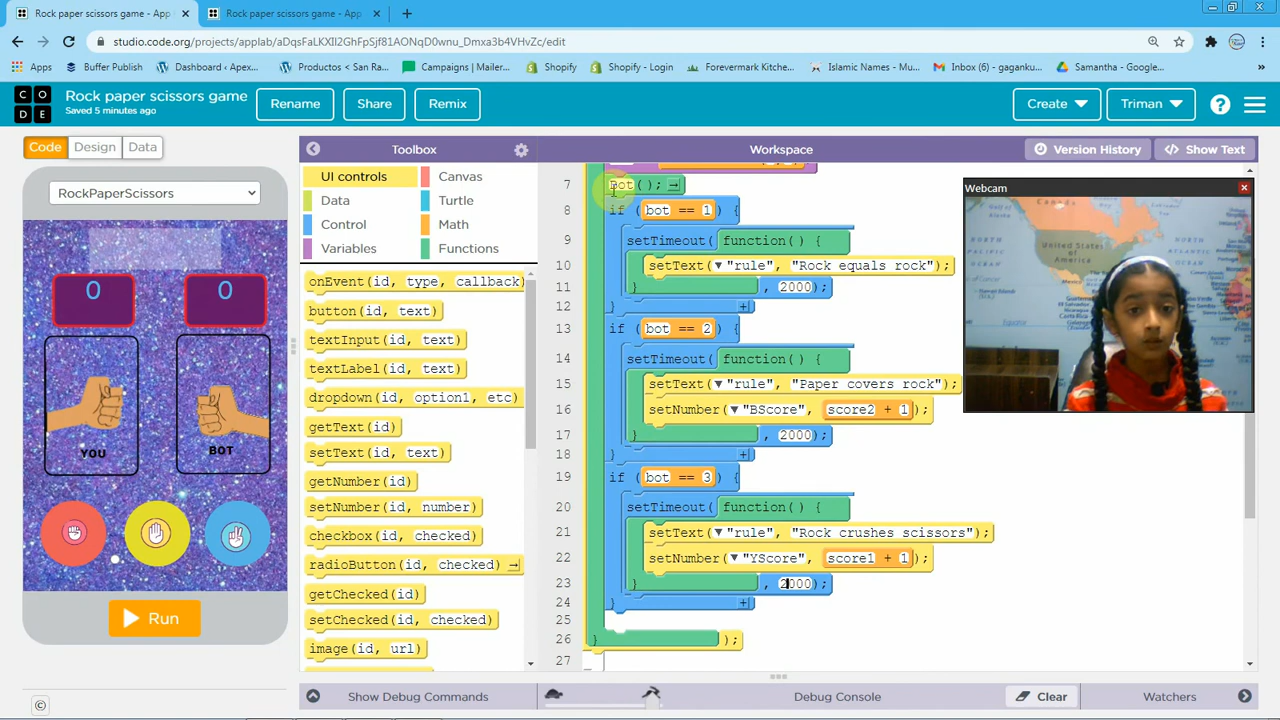 Rock paper scissors game - App L
Rock paper scissors game - App
studio.code.org/projects/applab/aDqsFaLKXIl2GhFpSjf81AONqD0wnu_Dmxa3b4VHvZc/edit
Apps
Buffer Publish
Dashboard ‹ Apex...
Productos < San Ra...
Campaigns | Mailer...
Shopify
Shopify - Login
Forevermark Kitche...
Islamic Names - Mu...
Inbox (6) - gaganku...
Samantha - Google...
»
CODE
Rock paper scissors game
Saved 5 minutes ago
Rename
Share
Remix
Create
Triman
?
Code
Design
Data
Toolbox
Workspace
Version History
Show Text
RockPaperScissors
0
0
YOU
BOT
Run
©
UI controls
Canvas
Data
Turtle
Control
Math
Variables
Functions
onEvent(id, type, callback)
button(id, text)
textInput(id, text)
textLabel(id, text)
dropdown(id, option1, etc)
getText(id)
setText(id, text)
getNumber(id)
setNumber(id, number)
checkbox(id, checked)
radioButton(id, checked)
getChecked(id)
setChecked(id, checked)
image(id, url)
7 Bot();
8 if (bot == 1) {
9 setTimeout( function() {
10 setText("rule", "Rock equals rock");
11 } , 2000);
12 }
13 if (bot == 2) {
14 setTimeout( function() {
15 setText("rule", "Paper covers rock");
16 setNumber("BScore", score2 + 1);
17 } , 2000);
18 }
19 if (bot == 3) {
20 setTimeout( function() {
21 setText("rule", "Rock crushes scissors");
22 setNumber("YScore", score1 + 1);
23 } , 2000);
24 }
25
26 } );
27
Webcam
United States of
America
Show Debug Commands
Debug Console
Clear
Watchers